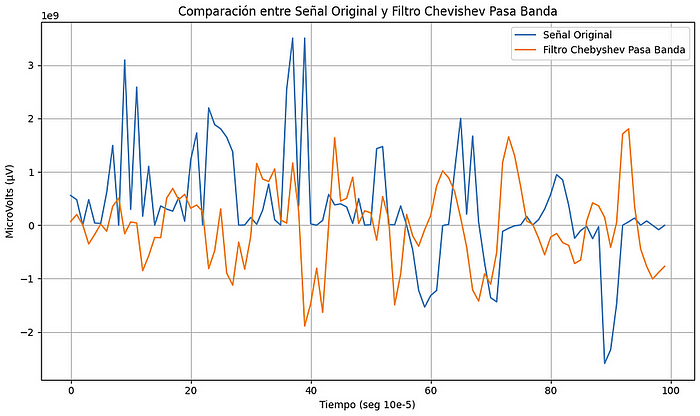 Comparación entre Señal Original y Filtro Chevishev Pasa Banda
1e9
Señal Original
Filtro Chebyshev Pasa Banda
3
2
1
0
−1
−2
MicroVolts (μV)
0
20
40
60
80
100
Tiempo (seg 10e-5)